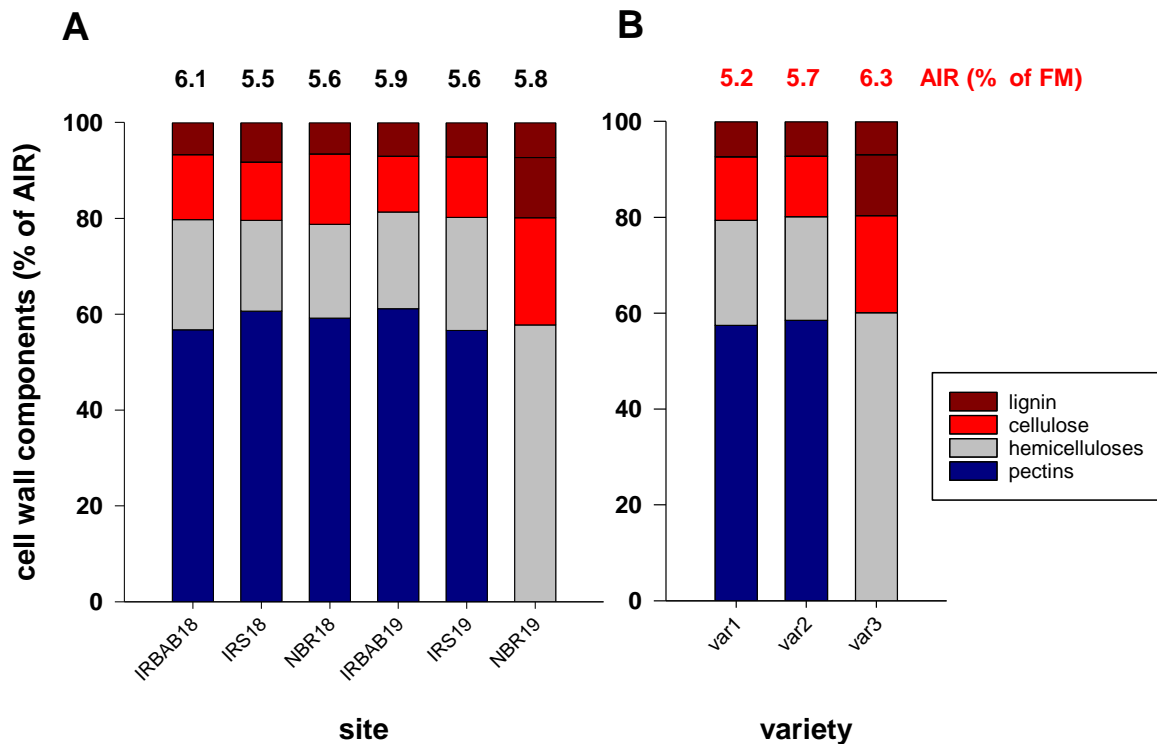 A
B
6.1 5.5 5.6 5.9 5.6 5.8
5.2 5.7 6.3 AIR (% of FM)
cell wall components (% of AIR)
100
80
60
40
20
0
100
80
60
40
20
0
lignin
cellulose
hemicelluloses
pectins
IRBAB18 IRS18 NBR18 IRBAB19 IRS19 NBR19
var1 var2 var3
site
variety